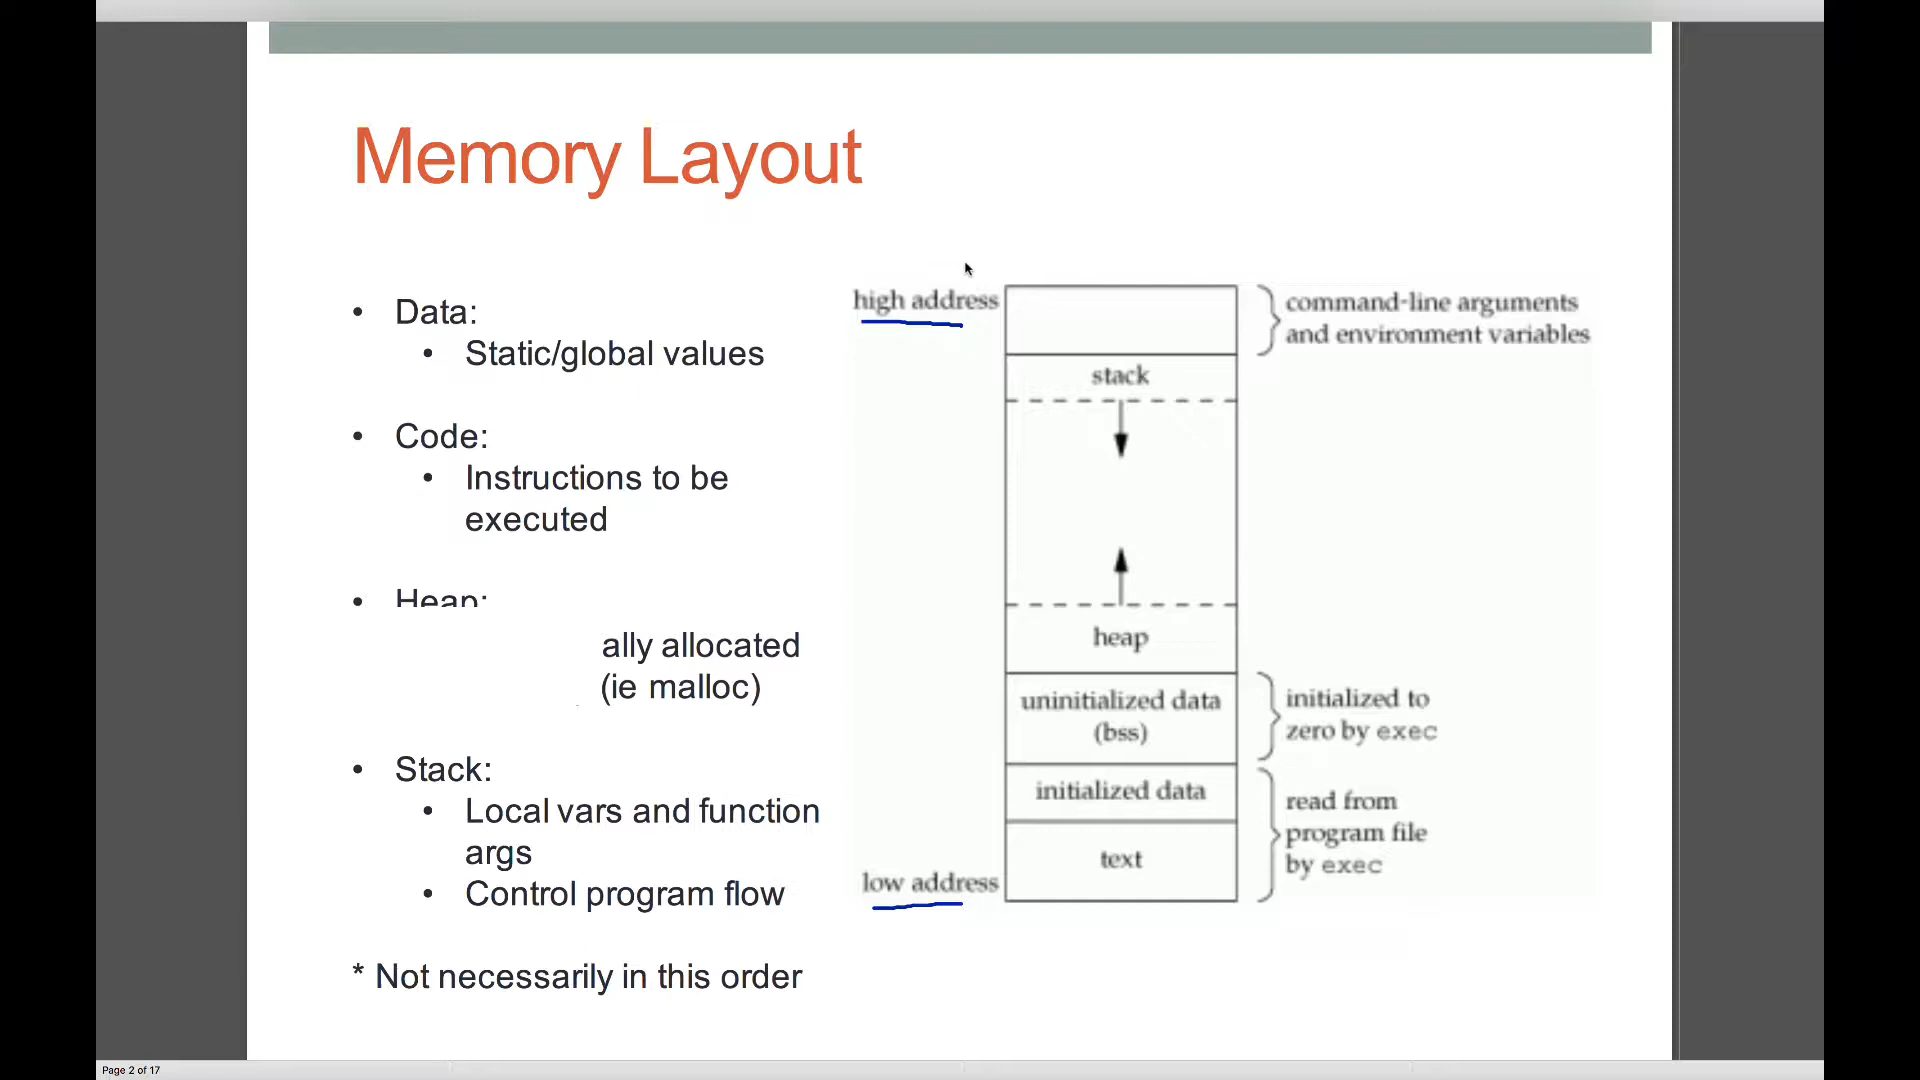 Memory Layout
• Data:
• Static/global values
• Code:
• Instructions to be
executed
• Heap:
ally allocated
(ie malloc)
• Stack:
• Local vars and function
args
• Control program flow
* Not necessarily in this order
high address
command-line arguments
and environment variables
stack
heap
uninitialized data
(bss)
initialized to
zero by exec
initialized data
read from
program file
by exec
text
low address
Page 2 of 17